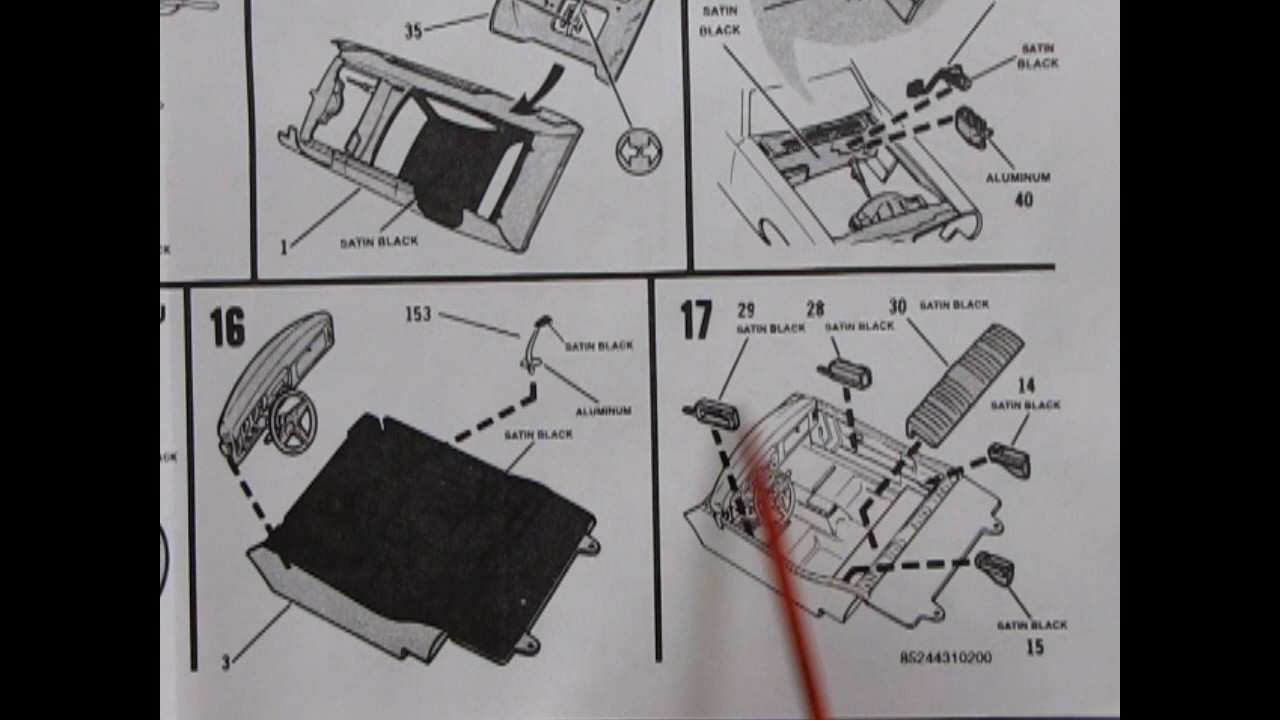 35
1
SATIN BLACK
SATIN
BLACK
SATIN
BLACK
ALUMINUM
40
16
153
SATIN BLACK
ALUMINUM
SATIN BLACK
3
17
29
SATIN BLACK
28
SATIN BLACK
30 SATIN BLACK
14
SATIN BLACK
SATIN BLACK
15
85244310200